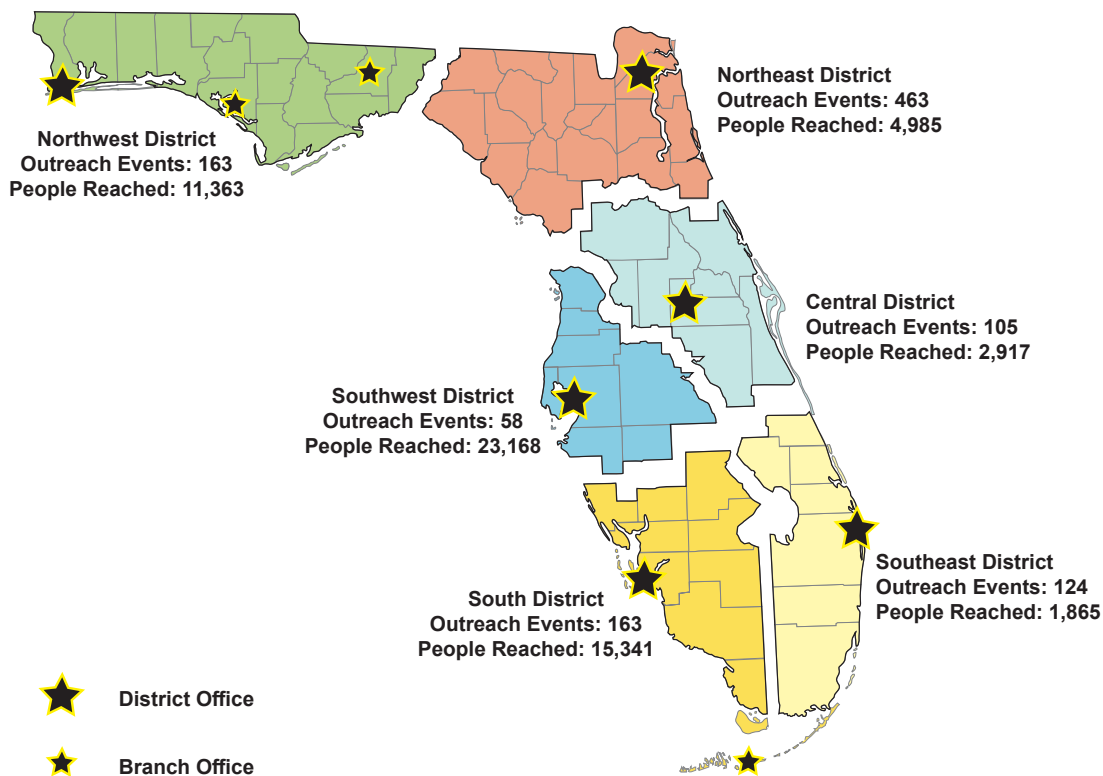 Northeast District
Outreach Events: 463
People Reached: 4,985
Northwest District
Outreach Events: 163
People Reached: 11,363
Central District
Outreach Events: 105
People Reached: 2,917
Southwest District
Outreach Events: 58
People Reached: 23,168
Southeast District
Outreach Events: 124
People Reached: 1,865
South District
Outreach Events: 163
People Reached: 15,341
District Office
Branch Office